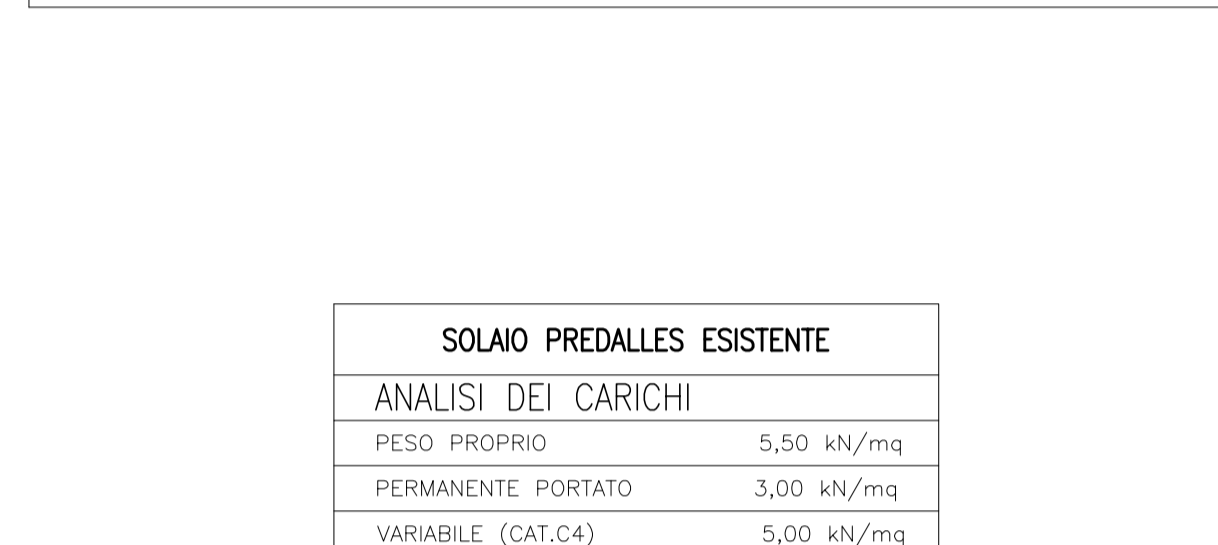 SOLAIO PREDALLES ESISTENTE
ANALISI DEI CARICHI
PESO PROPRIO 5,50 kN/mq
PERMANENTE PORTATO 3,00 kN/mq
VARIABILE (CAT.C4) 5,00 kN/mq